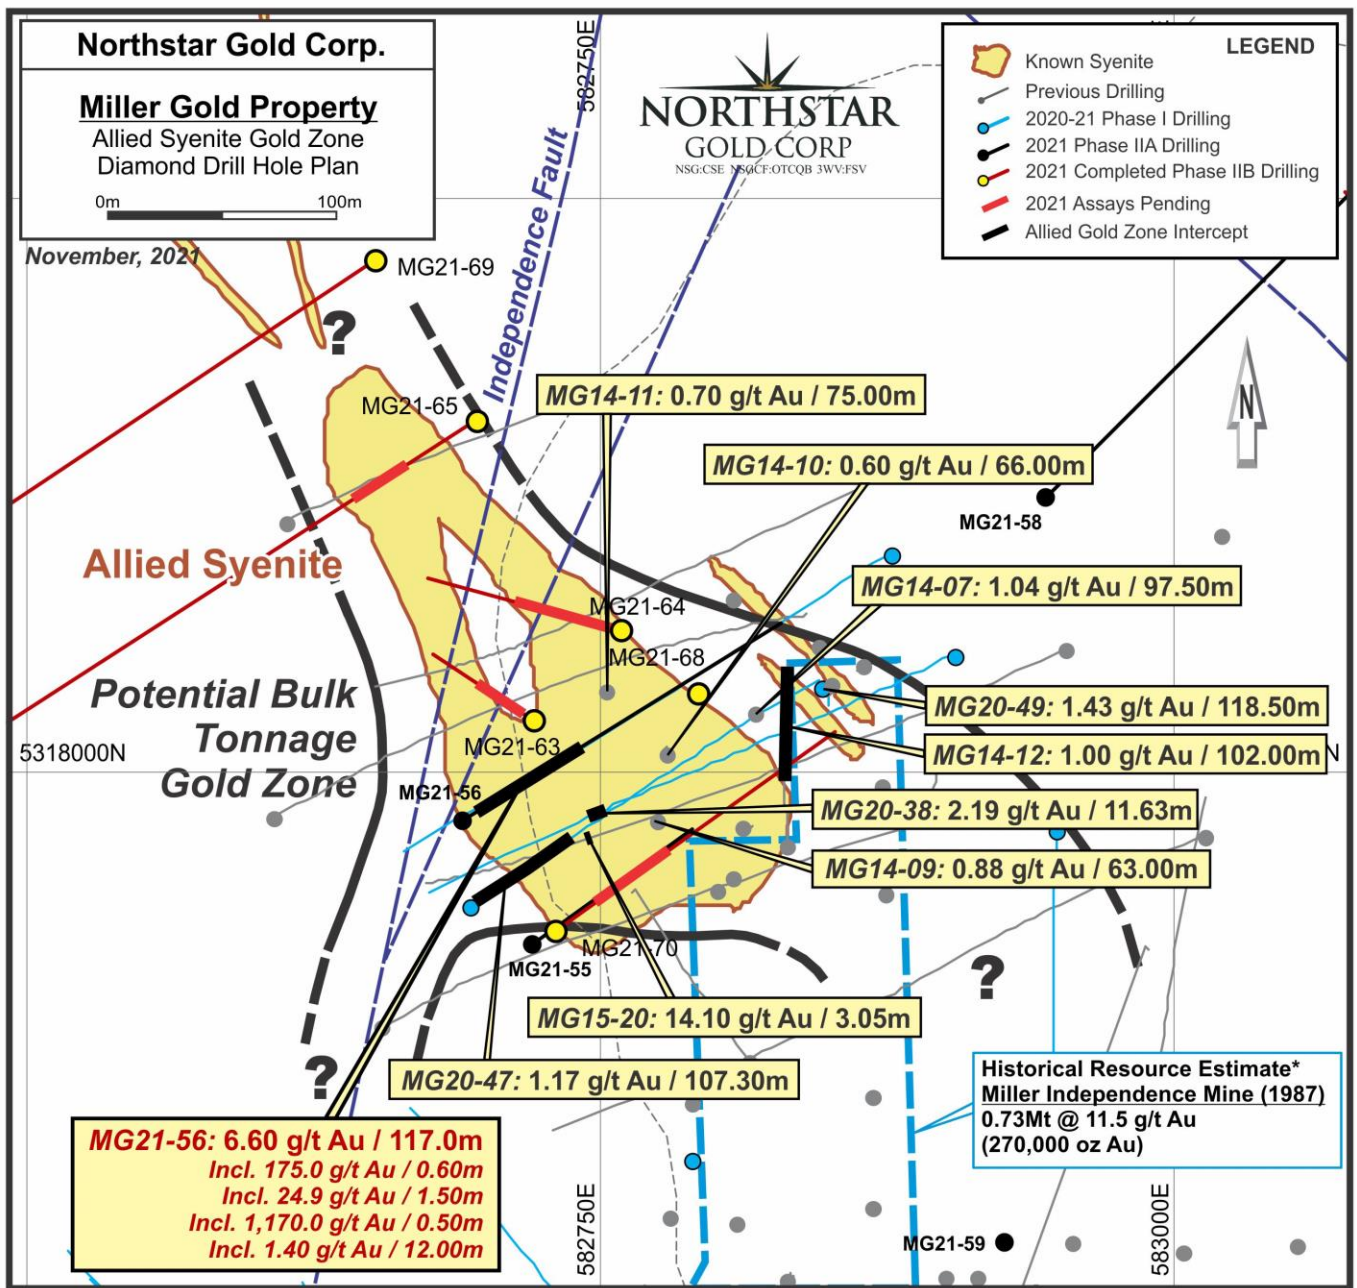 Northstar Gold Corp.
Miller Gold Property
Allied Syenite Gold Zone
Diamond Drill Hole Plan
0m 100m
November, 2021
582750E
NORTHSTAR
GOLD CORP
NSG:CSE NSGCF:OTCQB 3WV:FSV
LEGEND
Known Syenite
Previous Drilling
2020-21 Phase I Drilling
2021 Phase IIA Drilling
2021 Completed Phase IIB Drilling
2021 Assays Pending
Allied Gold Zone Intercept
MG21-69
?
Independence Fault
N
MG21-65
MG14-11: 0.70 g/t Au / 75.00m
MG14-10: 0.60 g/t Au / 66.00m
MG21-58
Allied Syenite
MG14-07: 1.04 g/t Au / 97.50m
MG21-64
MG21-68
Potential Bulk
Tonnage
Gold Zone
MG20-49: 1.43 g/t Au / 118.50m
MG21-63
5318000N
MG14-12: 1.00 g/t Au / 102.00m
N
MG21-56
MG20-38: 2.19 g/t Au / 11.63m
MG14-09: 0.88 g/t Au / 63.00m
MG21-70
MG21-55
?
MG15-20: 14.10 g/t Au / 3.05m
?
MG20-47: 1.17 g/t Au / 107.30m
Historical Resource Estimate*
Miller Independence Mine (1987)
0.73Mt @ 11.5 g/t Au
(270,000 oz Au)
MG21-56: 6.60 g/t Au / 117.0m
Incl. 175.0 g/t Au / 0.60m
Incl. 24.9 g/t Au / 1.50m
Incl. 1,170.0 g/t Au / 0.50m
Incl. 1.40 g/t Au / 12.00m
582750E
583000E
MG21-59